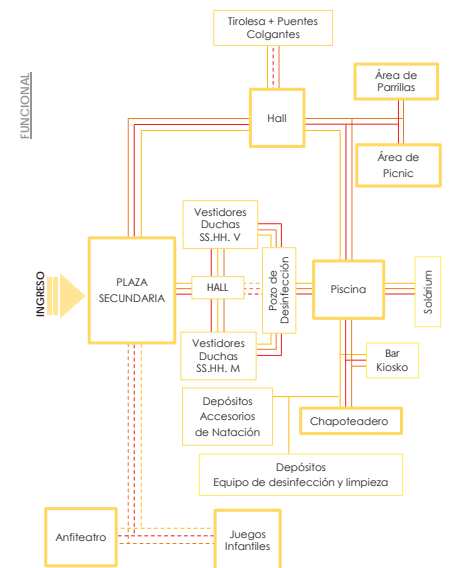 Tirolesa + Puentes
Colgantes
FUNCIONAL
Hall
Área de
Parrillas
Área de
Picnic
Vestidores
Duchas
SS.HH. V
INGRESO
PLAZA
SECUNDARIA
HALL
Pozo de
Desinfección
Piscina
Solárium
Vestidores
Duchas
SS.HH. M
Bar
Kiosko
Depósitos
Accesorios
de Natación
Chapoteadero
Depósitos
Equipo de desinfección y limpieza
Anfiteatro
Juegos
Infantiles